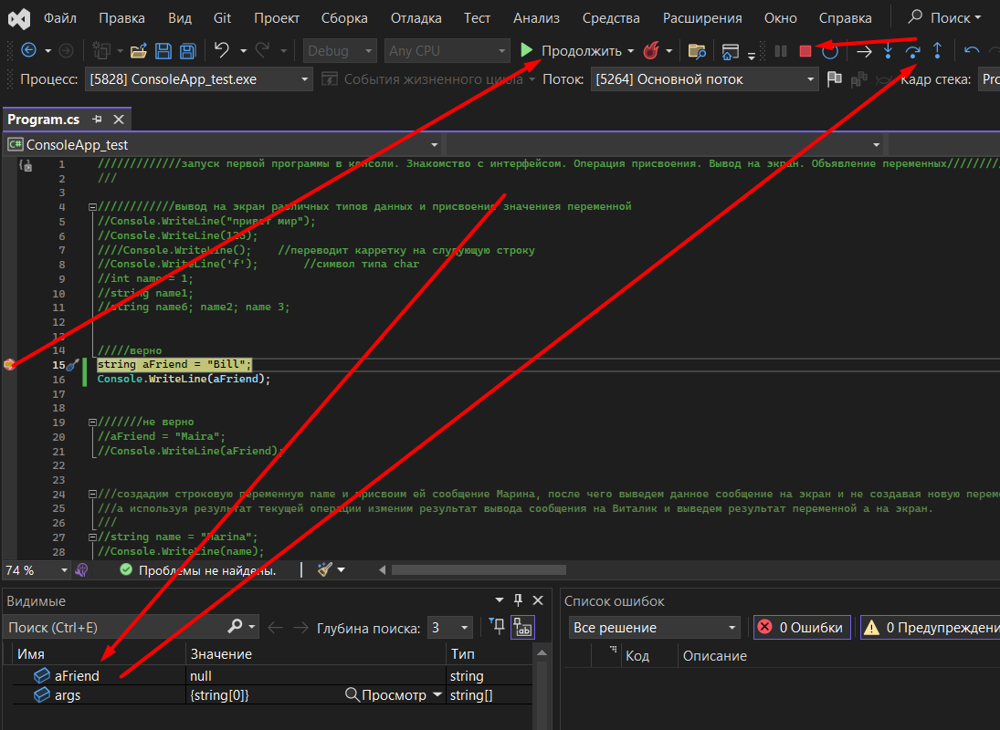 Файл Правка Вид Git Проект Сборка Отладка Тест Анализ Средства Расширения Окно Справка Поиск
Debug Any CPU Продолжить
Процесс: [5828] ConsoleApp_test.exe События жизненного цикла Поток: [5264] Основной поток Кадр стека: Pro
Program.cs
C# ConsoleApp_test
1 /////////////запуск первой программы в консоли. Знакомство с интерфейсом. Операция присвоения. Вывод на экран. Объявление переменных/////////
2 ///
3
4 ////////////вывод на экран различных типов данных и присвоение значениея переменной
5 //Console.WriteLine("привет мир");
6 //Console.WriteLine(123);
7 ////Console.WriteLine(); //переводит карретку на следующую строку
8 //Console.WriteLine('f'); //символ типа char
9 //int name = 1;
10 //string name1;
11 //string name6; name2; name 3;
12
13
14 /////верно
15 string aFriend = "Bill";
16 Console.WriteLine(aFriend);
17
18
19 ///////не верно
20 //aFriend = "Maira";
21 //Console.WriteLine(aFriend);
22
23
24 ///создадим строковую переменную name и присвоим ей сообщение Марина, после чего выведем данное сообщение на экран и не создавая новую переме
25 ///а используя результат текущей операции изменим результат вывода сообщения на Виталик и выведем результат переменной а на экран.
26 ///
27 //string name = "Marina";
28 //Console.WriteLine(name);
74 % Проблемы не найдены.
Видимые
Поиск (Ctrl+E) Глубина поиска: 3
Имя Значение Тип
aFriend null string
args {string[0]} Просмотр string[]
Список ошибок
Все решение 0 Ошибки 0 Предупреждени
Код Описание